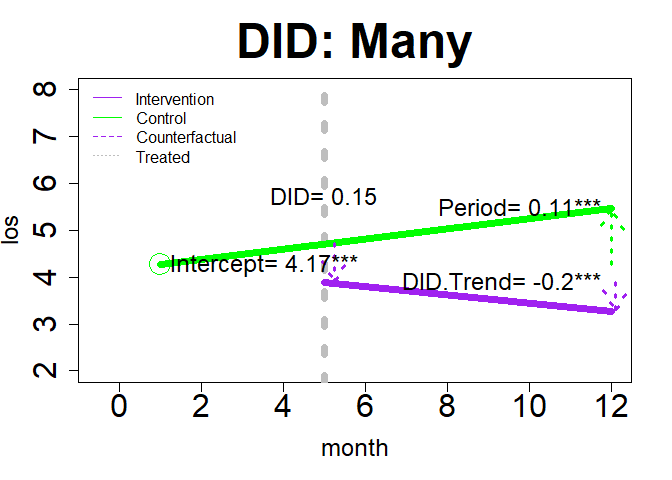 DID: Many
8
7
6
5
4
3
2
los
Intervention
Control
Counterfactual
Treated
DID= 0.15
Period= 0.11***
Intercept= 4.17***
DID.Trend= -0.2***
0 2 4 6 8 10 12
month